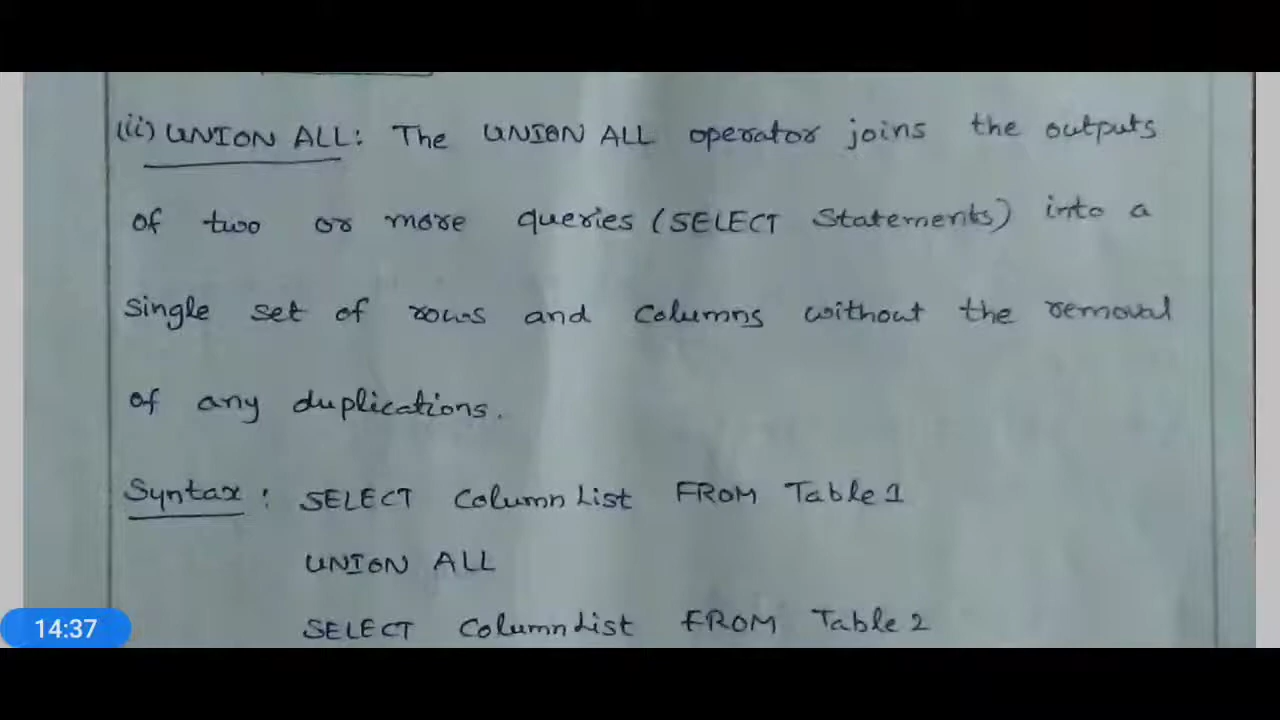 (ii) UNION ALL: The UNION ALL operator joins the outputs
of two or more queries (SELECT Statements) into a
single set of rows and columns without the removal
of any duplications.
Syntax: SELECT Column List FROM Table 1
UNION ALL
SELECT Column List FROM Table 2
14:37